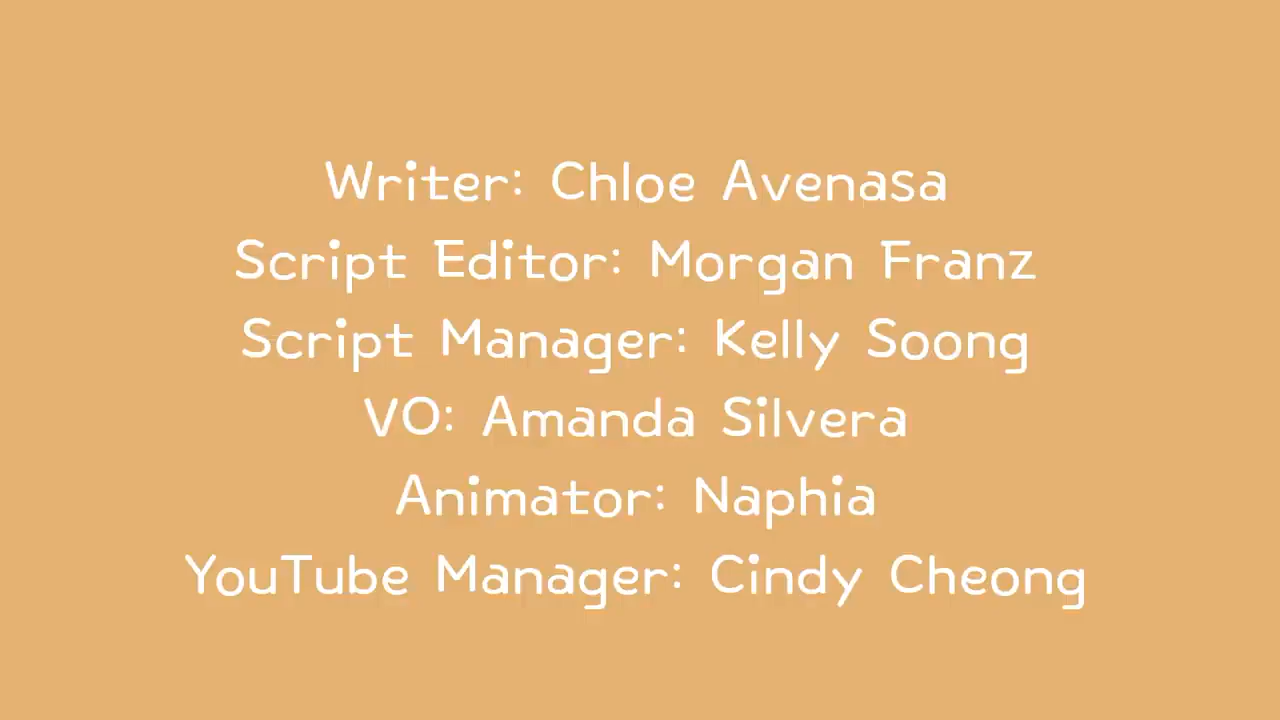 Writer: Chloe Avenasa
Script Editor: Morgan Franz
Script Manager: Kelly Soong
VO: Amanda Silvera
Animator: Naphia
YouTube Manager: Cindy Cheong